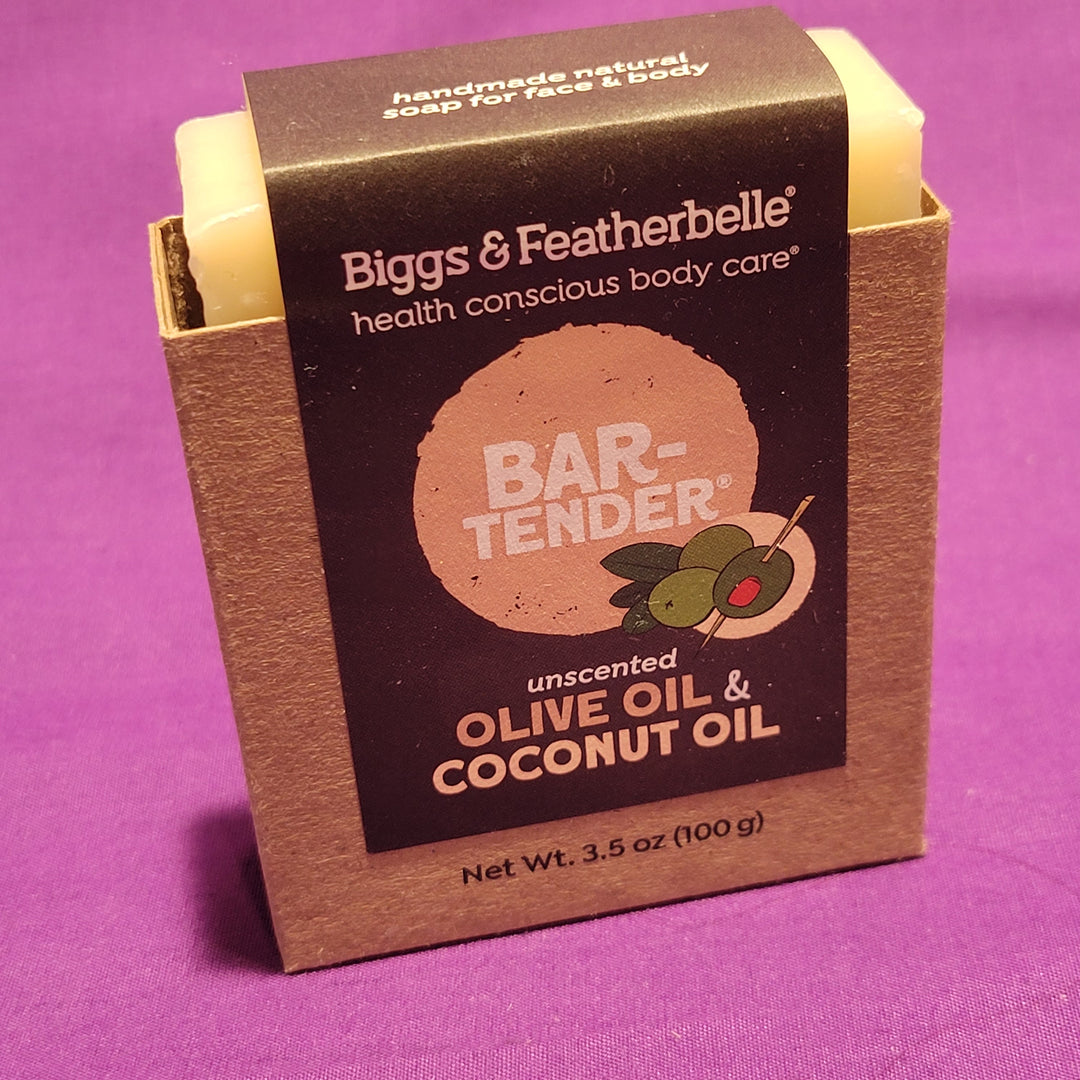 handmade natural
soap for face & body
Biggs & Featherbelle®
health conscious body care®
BAR-
TENDER®
unscented
OLIVE OIL &
COCONUT OIL
Net Wt. 3.5 oz (100 g)